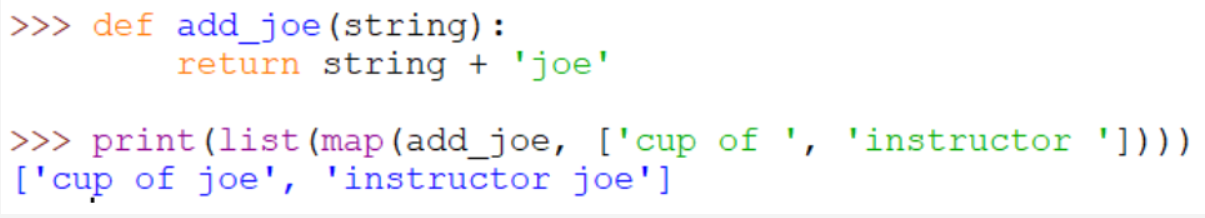 >>> def add_joe(string):
        return string + 'joe'
>>> print(list(map(add_joe, ['cup of ', 'instructor '])))
['cup of joe', 'instructor joe']